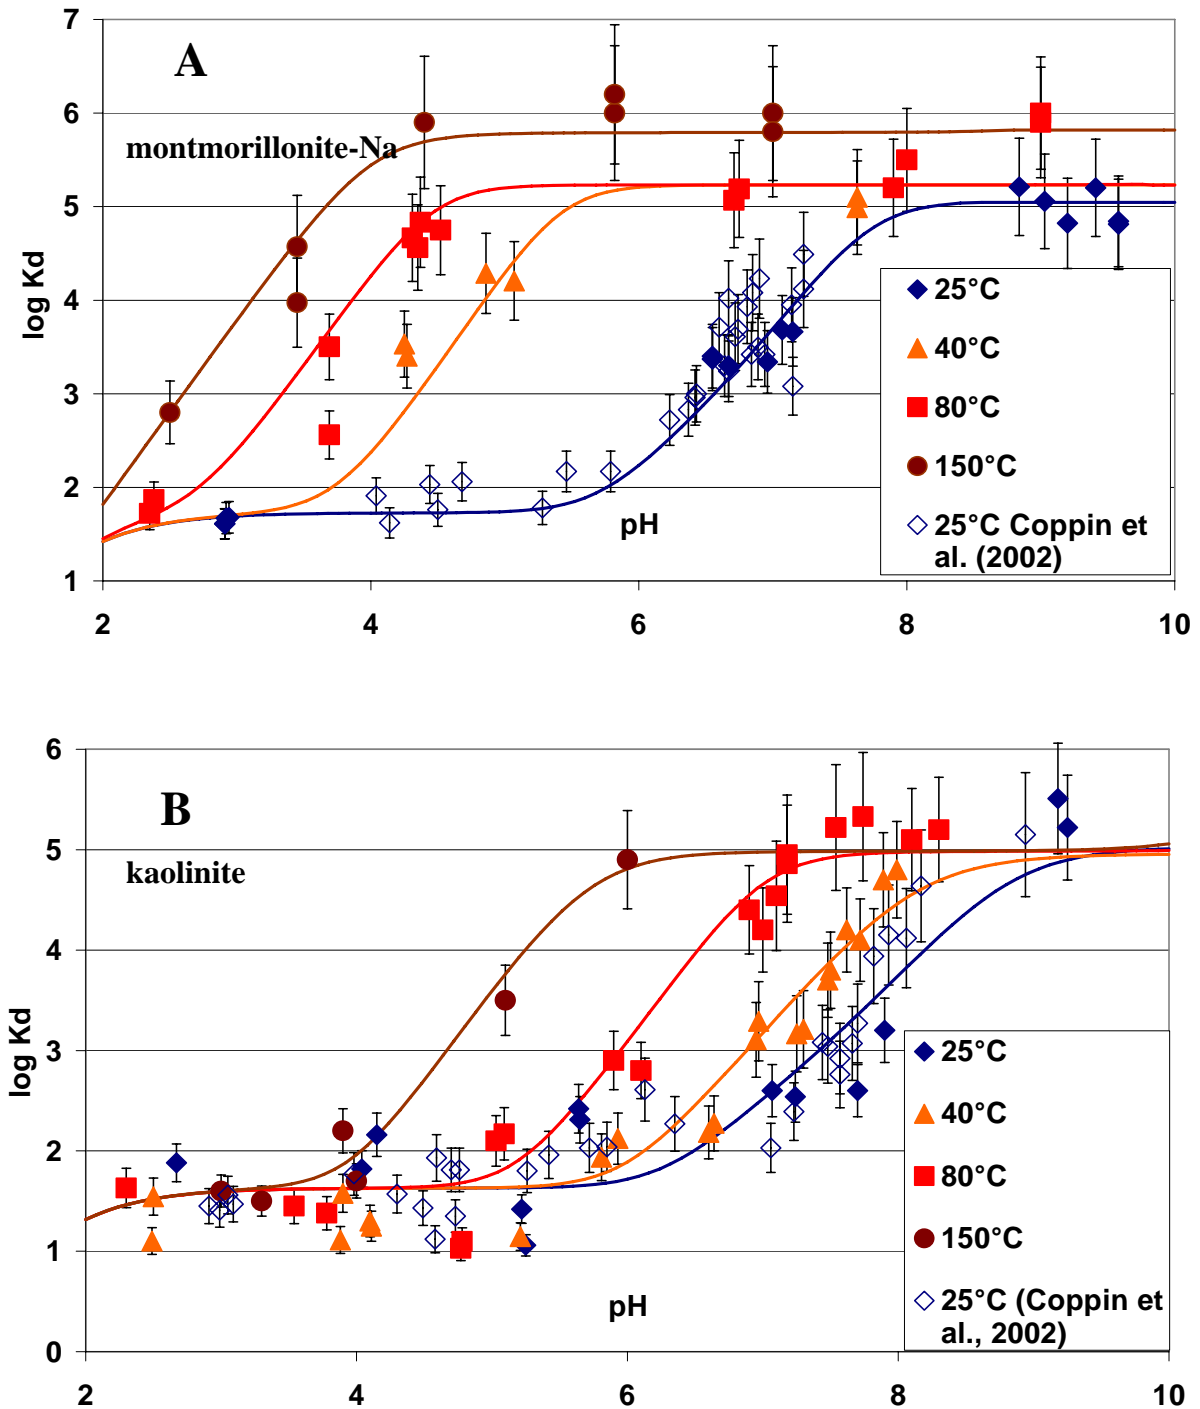 7
A
6
montmorillonite-Na
5
log Kd
4
25°C
40°C
3
80°C
150°C
2
25°C Coppin et
al. (2002)
pH
1
2 4 6 8 10
6
B
5
kaolinite
4
log Kd
3
25°C
40°C
2
80°C
150°C
1
25°C (Coppin et
al., 2002)
pH
0
2 4 6 8 10